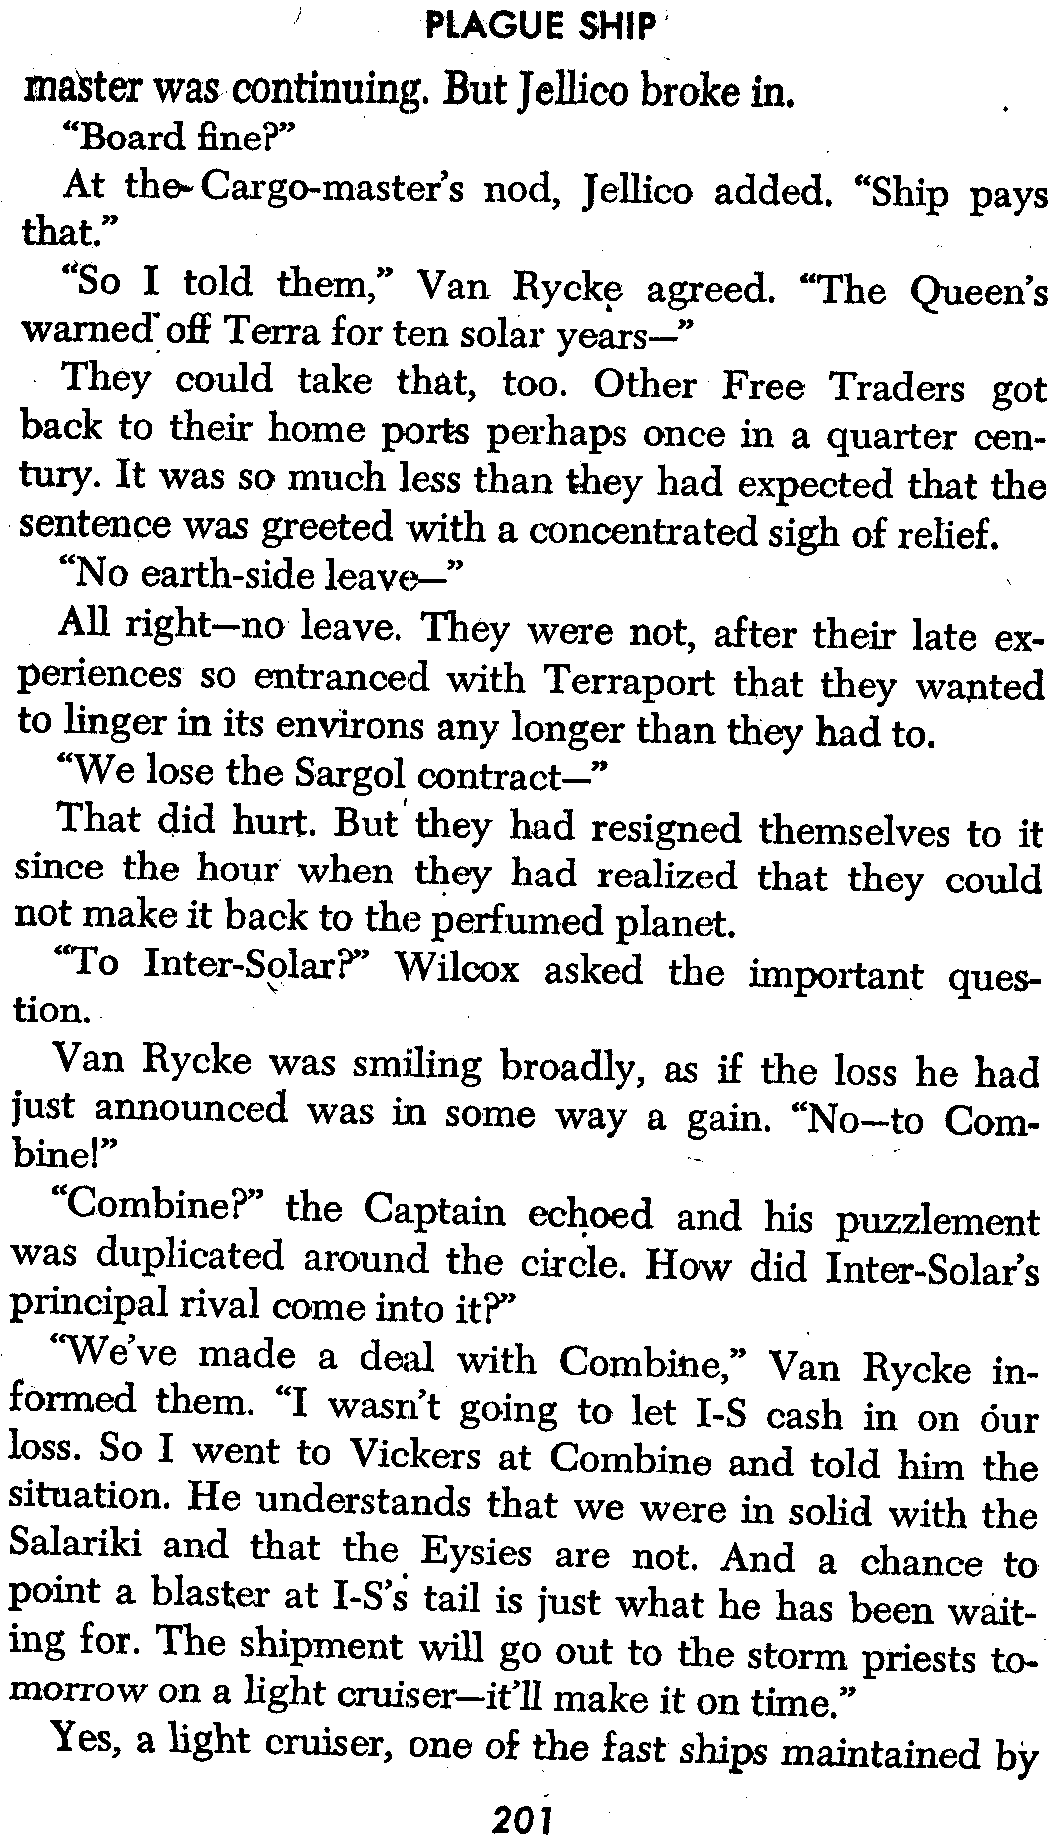 PLAGUE SHIP
master was continuing. But Jellico broke in.
“Board fine?”
At the Cargo-master’s nod, Jellico added. “Ship pays
that.”
“So I told them,” Van Rycke agreed. “The Queen’s
warned off Terra for ten solar years—”
They could take that, too. Other Free Traders got
back to their home ports perhaps once in a quarter cen-
tury. It was so much less than they had expected that the
sentence was greeted with a concentrated sigh of relief.
“No earth-side leave—”
All right—no leave. They were not, after their late ex-
periences so entranced with Terraport that they wanted
to linger in its environs any longer than they had to.
“We lose the Sargol contract—”
That did hurt. But they had resigned themselves to it
since the hour when they had realized that they could
not make it back to the perfumed planet.
“To Inter-Solar?” Wilcox asked the important ques-
tion.
Van Rycke was smiling broadly, as if the loss he had
just announced was in some way a gain. “No—to Com-
bine!”
“Combine?” the Captain echoed and his puzzlement
was duplicated around the circle. How did Inter-Solar’s
principal rival come into it?”
“We’ve made a deal with Combine,” Van Rycke in-
formed them. “I wasn’t going to let I-S cash in on our
loss. So I went to Vickers at Combine and told him the
situation. He understands that we were in solid with the
Salariki and that the Eysies are not. And a chance to
point a blaster at I-S’s tail is just what he has been wait-
ing for. The shipment will go out to the storm priests to-
morrow on a light cruiser—it’ll make it on time.”
Yes, a light cruiser, one of the fast ships maintained by
201